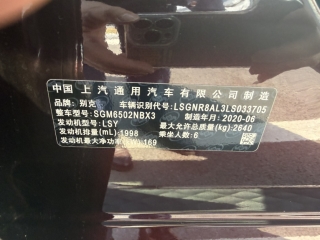 中国上汽通用汽车有限公司制造
品牌: 别克 车辆识别代号: LSGNR8AL3LS033705
整车型号: SGM6502NBX3 制造年月: 2020-06
发动机型号: LSY 最大允许总质量(kg): 2640
发动机排量(mL): 1998 乘坐人数: 6
发动机最大净功率(kW): 169